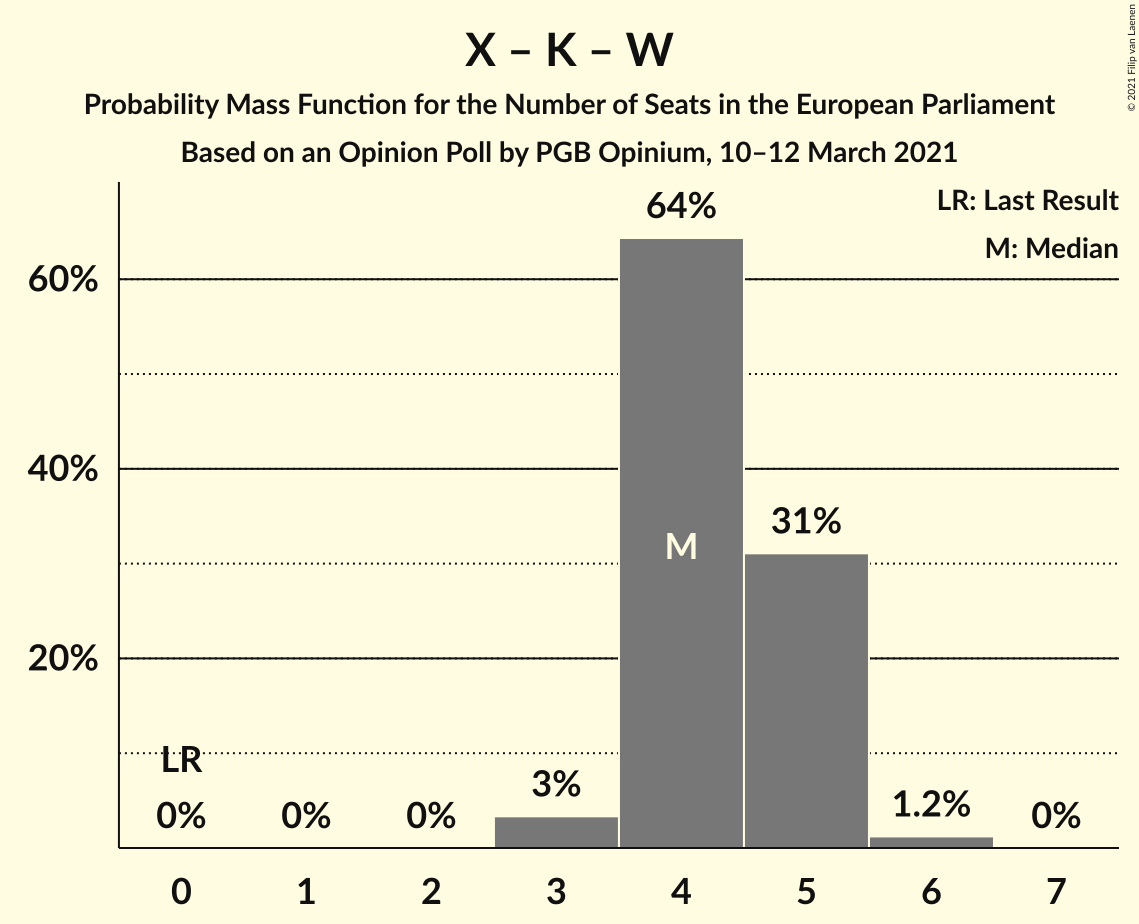 X – K – W
Probability Mass Function for the Number of Seats in the European Parliament
Based on an Opinion Poll by PGB Opinium, 10–12 March 2021
© 2021 Filip van Laenen
LR: Last Result
M: Median
60%
40%
20%
64%
M
31%
LR
0%
0%
0%
3%
1.2%
0%
0
1
2
3
4
5
6
7